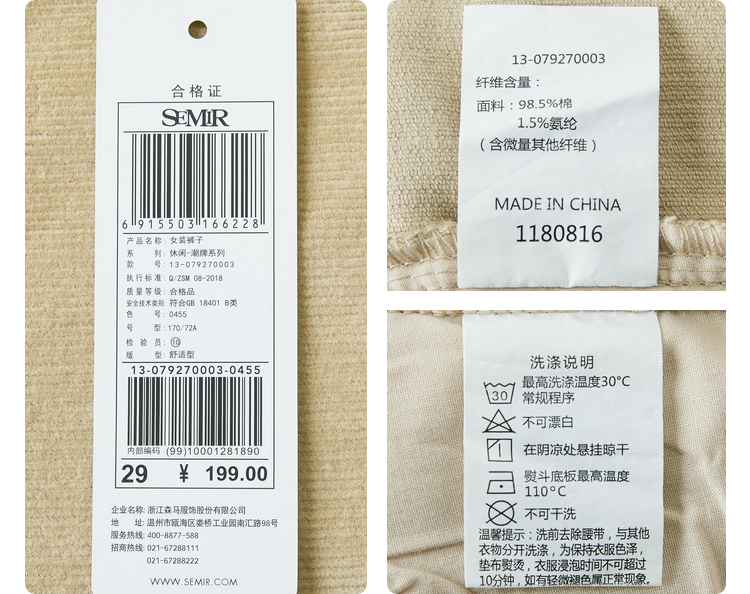 合格证
SEMIR
6 915503 166228
产品名称: 女装裤子
系 列: 休闲-潮牌系列
款 号: 13-079270003
执行标准: Q/ZSM 08-2018
质量等级: 合格品
安全技术类别: 符合GB 18401 B类
色 号: 0455
号 型: 170/72A
检 验 员: ⑩
版 型: 舒适型
13-079270003-0455
内部编码 (99)10001281890
29 ¥ 199.00
企业名称: 浙江森马服饰股份有限公司
地 址: 温州市瓯海区娄桥工业园南汇路98号
服务热线: 400-8877-588
招商热线: 021-67288111
021-67288222
WWW.SEMIR.COM
13-079270003
纤维含量：
面料：98.5%棉
1.5%氨纶
（含微量其他纤维）
MADE IN CHINA
1180816
洗涤说明
30 最高洗涤温度30°C
常规程序
不可漂白
在阴凉处悬挂晾干
熨斗底板最高温度
110°C
不可干洗
温馨提示：洗前去除腰带，与其他
衣物分开洗涤，为保持衣服色泽，
垫布熨烫，衣服浸泡时间不可超过
10分钟，如有轻微褪色属正常现象。